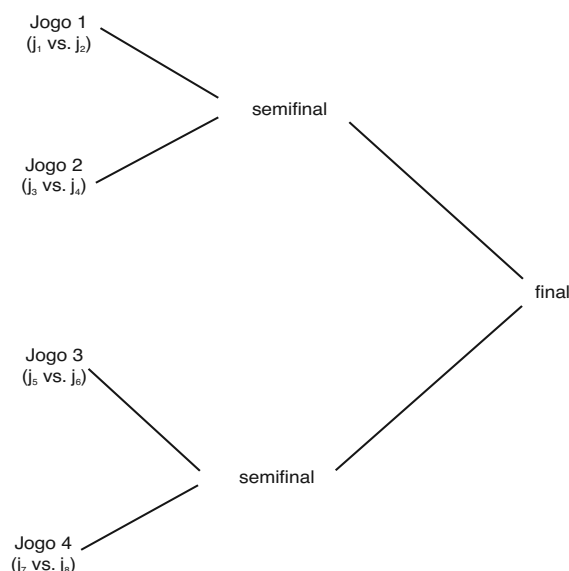 Jogo 1
(j₁ vs. j₂)
semifinal
Jogo 2
(j₃ vs. j₄)
final
Jogo 3
(j₅ vs. j₆)
semifinal
Jogo 4
(j₇ vs. j₈)